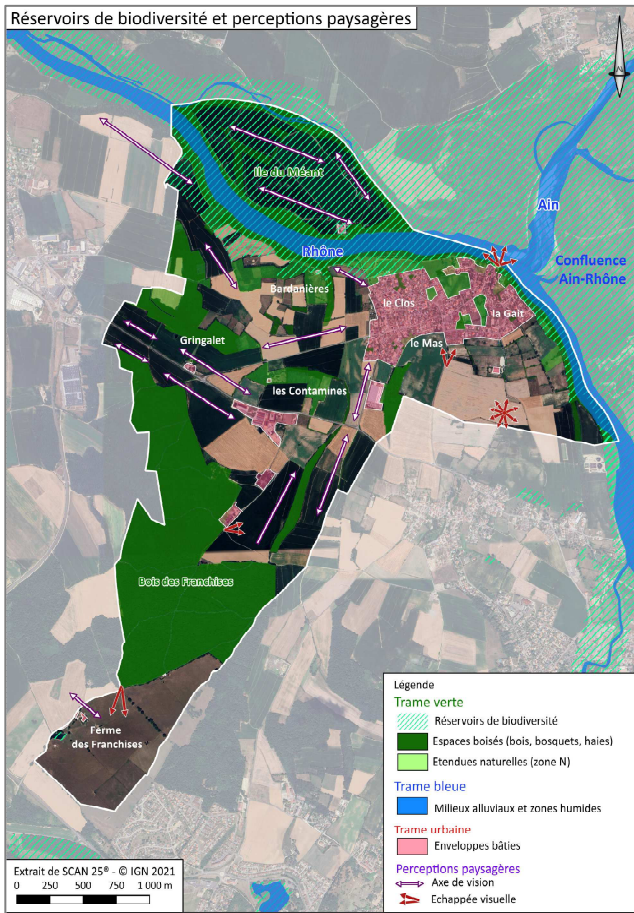 Réservoirs de biodiversité et perceptions paysagères
N
Ile du Méant
Ain
Rhône
Confluence
Ain-Rhône
Bardanières
le Clos
la Gait
Gringalet
le Mas
les Contamines
Bois des Franchises
Ferme
des Franchises
Légende
Trame verte
Réservoirs de biodiversité
Espaces boisés (bois, bosquets, haies)
Etendues naturelles (zone N)
Trame bleue
Milieux alluviaux et zones humides
Trame urbaine
Enveloppes bâties
Perceptions paysagères
Axe de vision
Echappée visuelle
Extrait de SCAN 25® - © IGN 2021
0 250 500 750 1 000 m